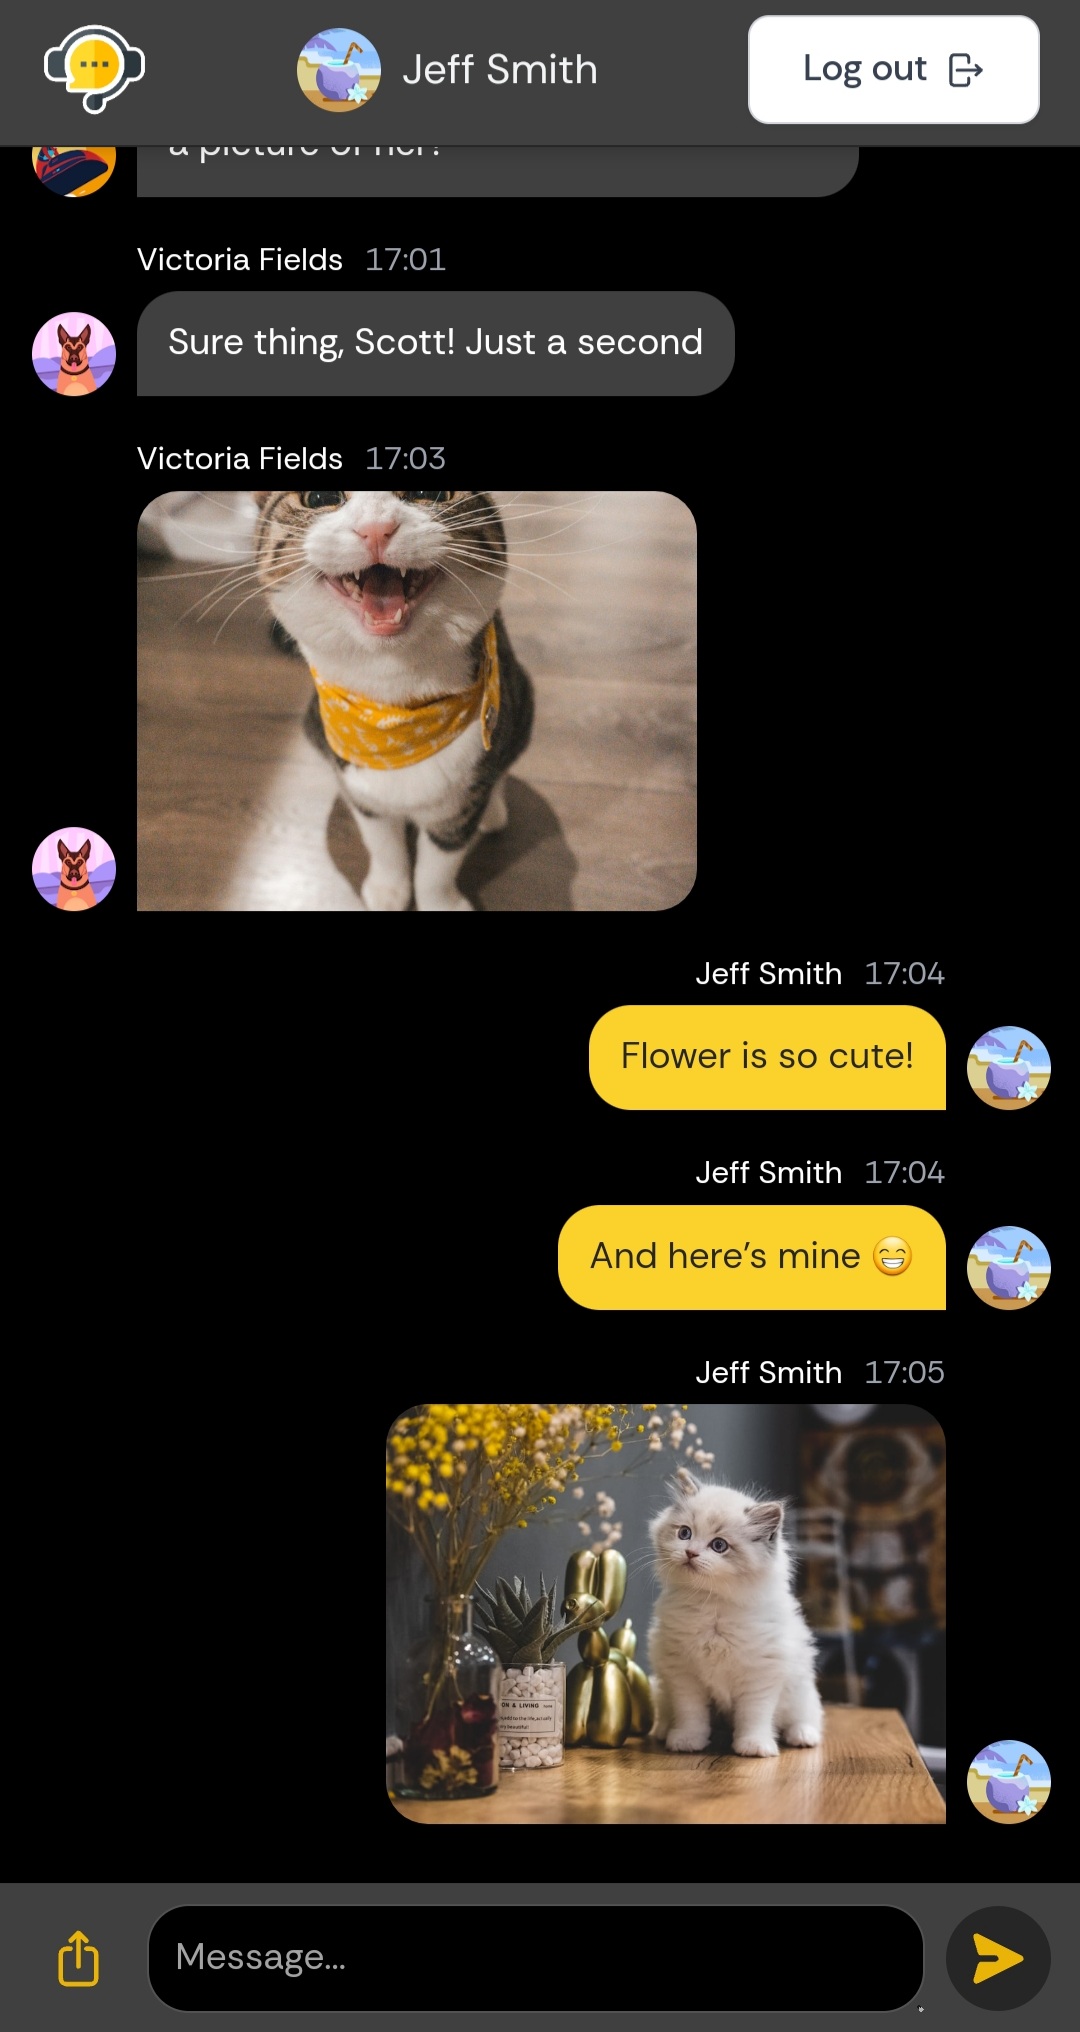 Jeff Smith
Log out
a picture of her?
Victoria Fields 17:01
Sure thing, Scott! Just a second
Victoria Fields 17:03
Jeff Smith 17:04
Flower is so cute!
Jeff Smith 17:04
And here’s mine 😁
Jeff Smith 17:05
ON & LIVING
Message...